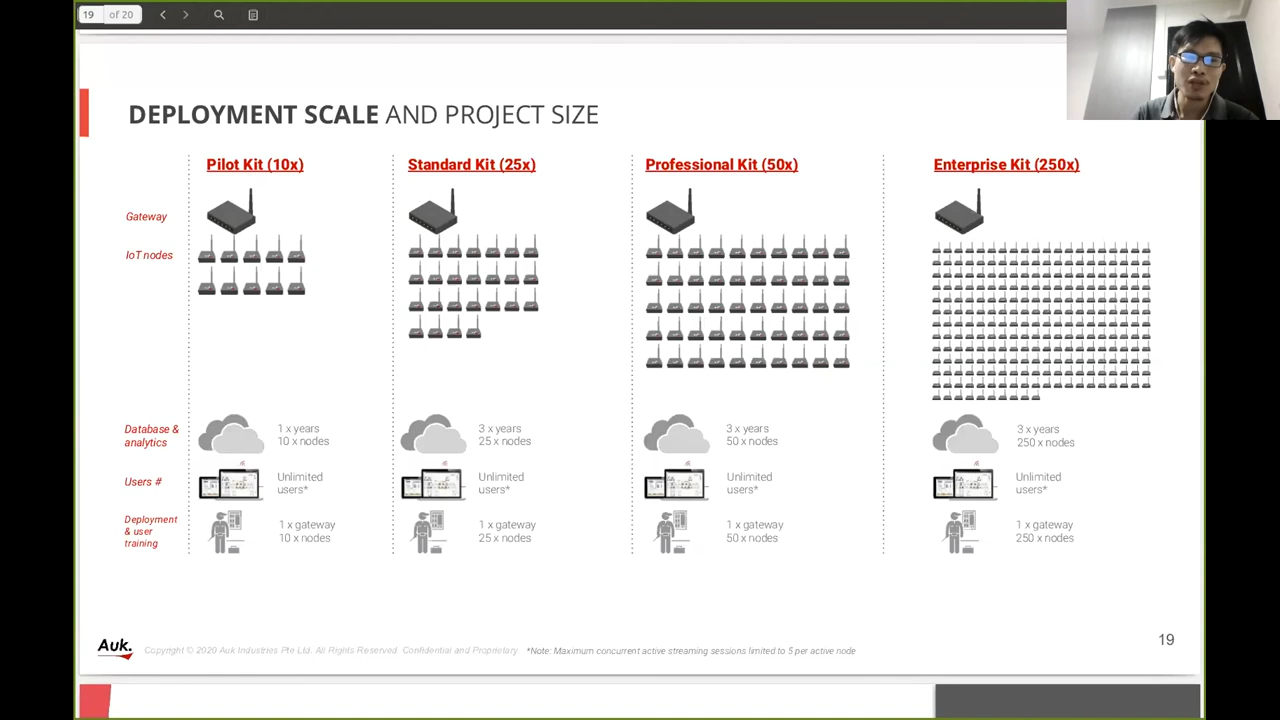 19 of 20
DEPLOYMENT SCALE AND PROJECT SIZE
Pilot Kit (10x)
Standard Kit (25x)
Professional Kit (50x)
Enterprise Kit (250x)
Gateway
IoT nodes
Database &
analytics
1 x years
10 x nodes
3 x years
25 x nodes
3 x years
50 x nodes
3 x years
250 x nodes
Users #
Unlimited
users*
Unlimited
users*
Unlimited
users*
Unlimited
users*
Deployment
& user
training
1 x gateway
10 x nodes
1 x gateway
25 x nodes
1 x gateway
50 x nodes
1 x gateway
250 x nodes
Auk.
Copyright © 2020 Auk Industries Pte Ltd. All Rights Reserved Confidential and Proprietary
*Note: Maximum concurrent active streaming sessions limited to 5 per active node
19